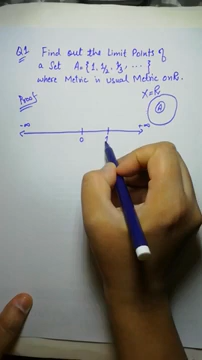 Q1 Find out the Limit Points of
a Set A = {1, 1/2, 1/3, ...}
where Metric is usual Metric on R.
Proof
X=R
A
-∞ +∞
0